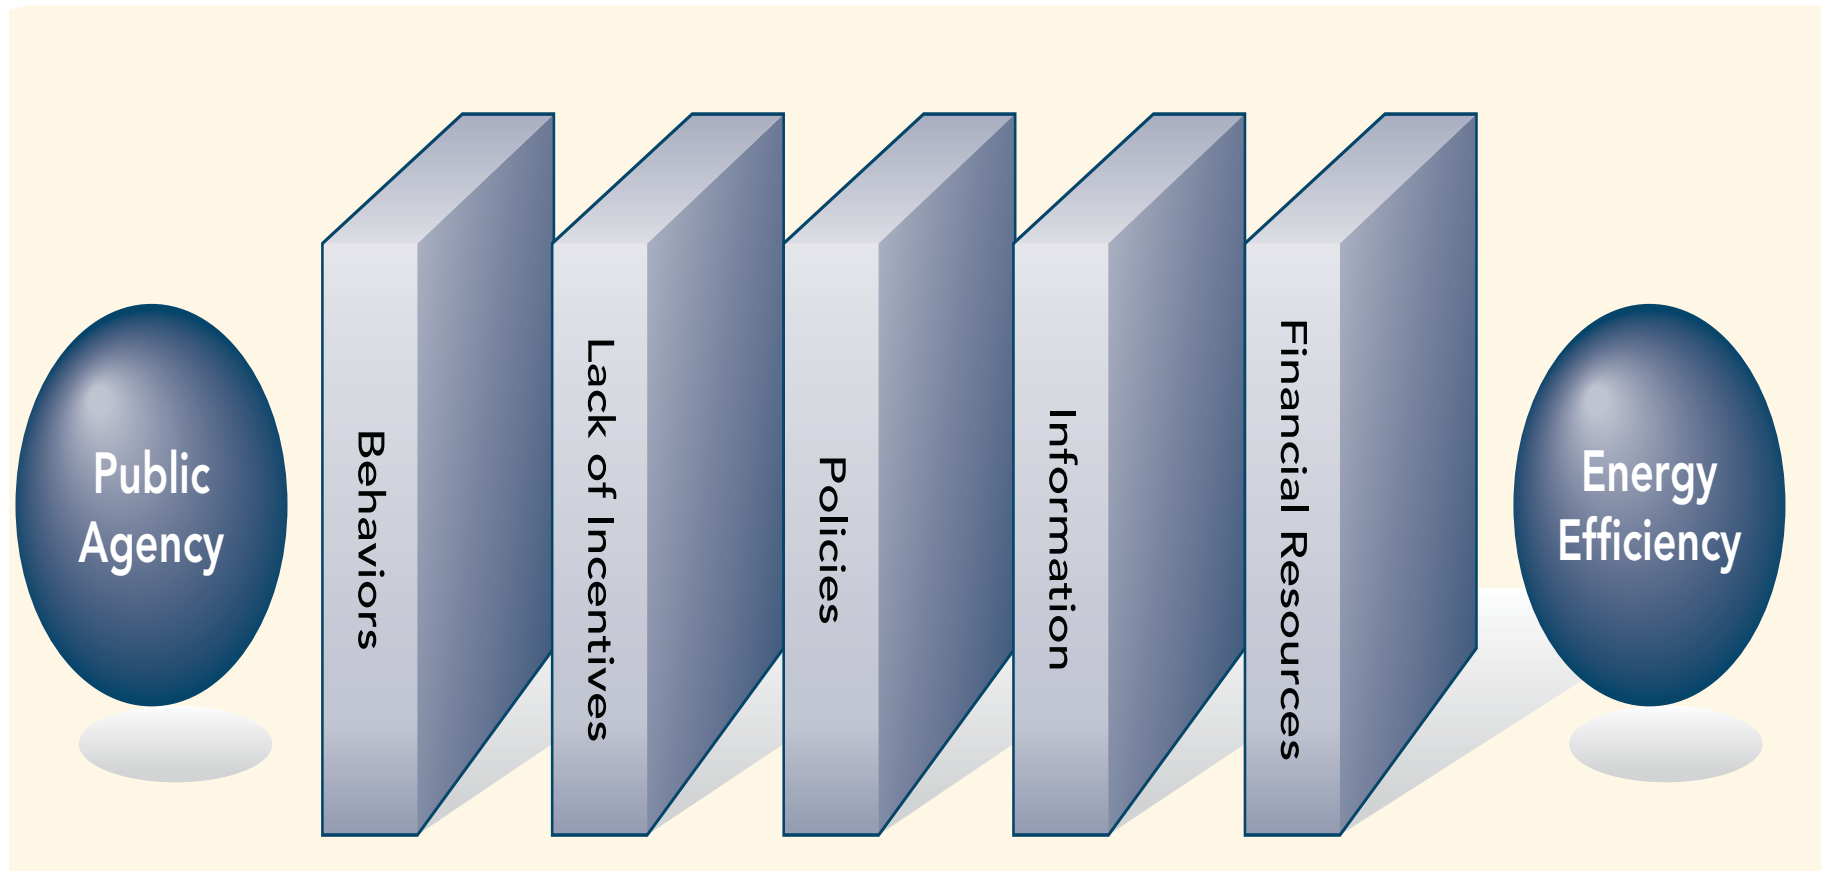 Public
Agency
Behaviors
Lack of Incentives
Policies
Information
Financial Resources
Energy
Efficiency